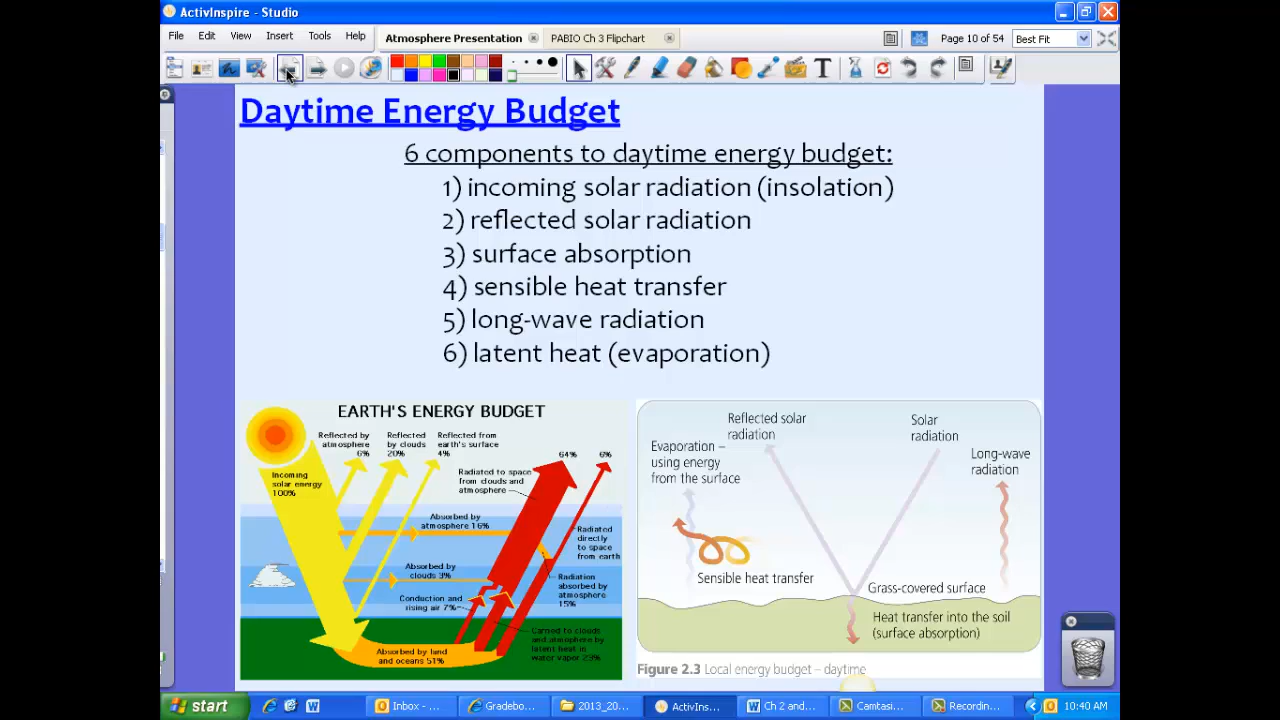 ActivInspire - Studio
File Edit View Insert Tools Help
Atmosphere Presentation
PABIO Ch 3 Flipchart
Page 10 of 54
Best Fit
Daytime Energy Budget
6 components to daytime energy budget:
1) incoming solar radiation (insolation)
2) reflected solar radiation
3) surface absorption
4) sensible heat transfer
5) long-wave radiation
6) latent heat (evaporation)
EARTH'S ENERGY BUDGET
Reflected by
atmosphere
6%
Reflected
by clouds
20%
Reflected from
earth's surface
4%
64%
6%
Incoming
solar energy
100%
Radiated to space
from clouds and
atmosphere
Absorbed by
atmosphere 16%
Radiated
directly
to space
from earth
Absorbed by
clouds 3%
Radiation
absorbed by
atmosphere
15%
Conduction and
rising air 7%
Carried to clouds
and atmosphere by
latent heat in
water vapor 23%
Absorbed by land
and oceans 51%
Reflected solar
radiation
Solar
radiation
Evaporation –
using energy
from the surface
Long-wave
radiation
Sensible heat transfer
Grass-covered surface
Heat transfer into the soil
(surface absorption)
Figure 2.3 Local energy budget – daytime
start
Inbox - ...
Gradebo...
2013_20...
ActivIns...
Ch 2 and...
Camtasi...
Recordin...
10:40 AM